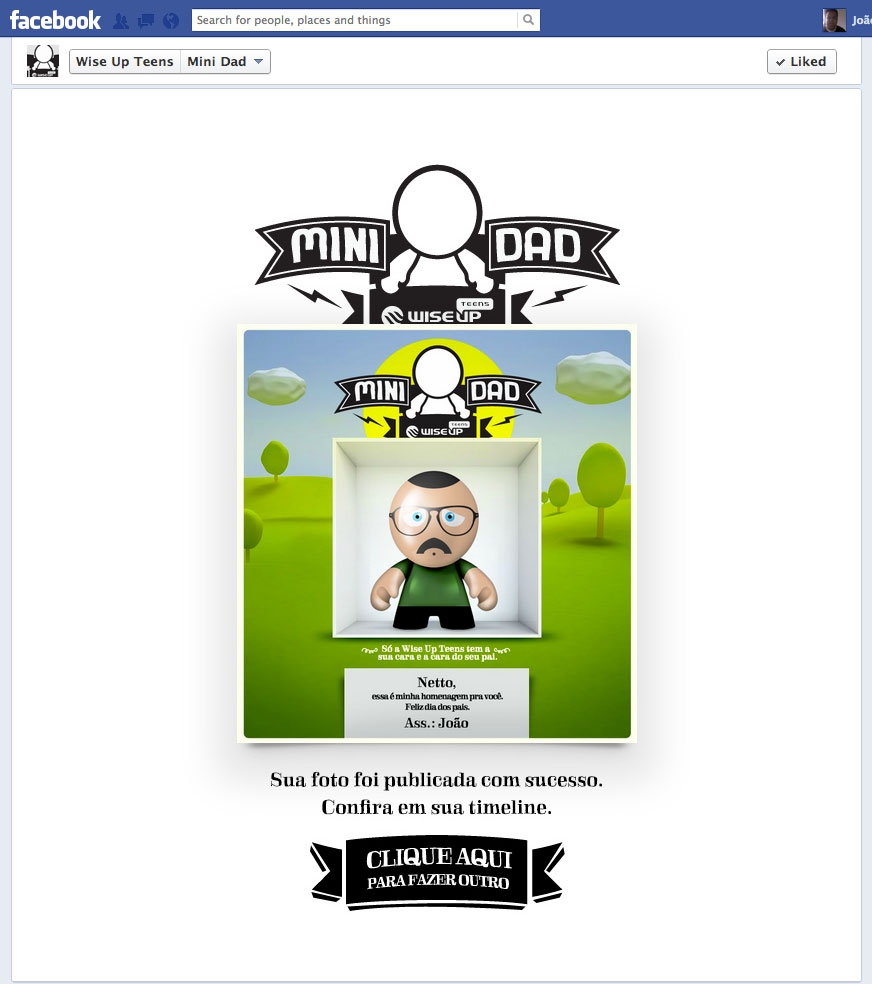 facebook
Search for people, places and things
Joã
Wise Up Teens
Mini Dad
Liked
MINI DAD
TEENS
WISE UP
MINI DAD
TEENS
WISE UP
Só a Wise Up Teens tem a
sua cara e a cara do seu pai.
Netto,
essa é minha homenagem pra você.
Feliz dia dos pais.
Ass.: João
Sua foto foi publicada com sucesso.
Confira em sua timeline.
CLIQUE AQUI
PARA FAZER OUTRO